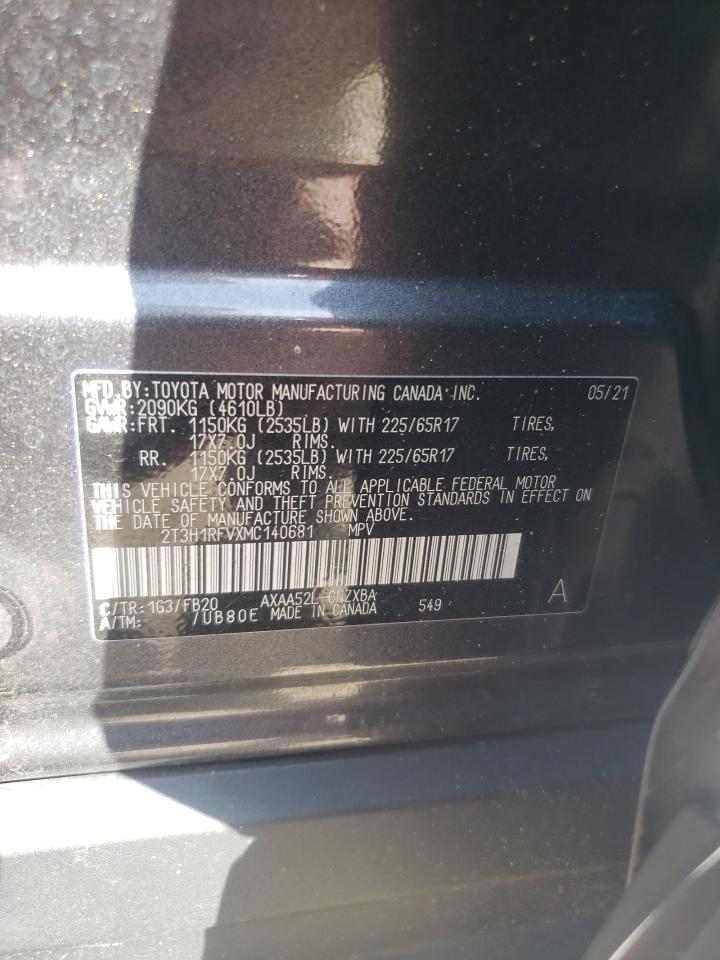 MFD.BY:TOYOTA MOTOR MANUFACTURING CANADA INC. 05/21
GVWR:2090KG (4610LB)
GAWR:FRT. 1150KG (2535LB) WITH 225/65R17 TIRES,
17X7.0J RIMS.
RR. 1150KG (2535LB) WITH 225/65R17 TIRES,
17X7.0J RIMS.
THIS VEHICLE CONFORMS TO ALL APPLICABLE FEDERAL MOTOR
VEHICLE SAFETY AND THEFT PREVENTION STANDARDS IN EFFECT ON
THE DATE OF MANUFACTURE SHOWN ABOVE.
2T3H1RFVXMC140681 MPV
C/TR:1G3/FB20 AXAA52L-CNZXBA A
A/TM: /UB80E MADE IN CANADA 549